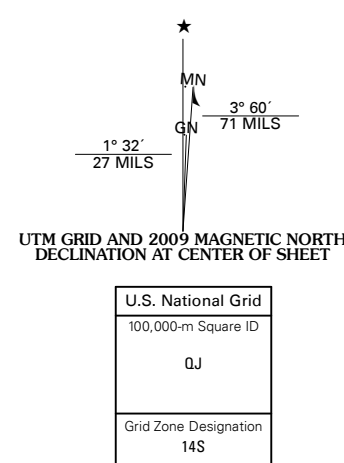 MN
3° 60´
71 MILS
GN
1° 32´
27 MILS
UTM GRID AND 2009 MAGNETIC NORTH
DECLINATION AT CENTER OF SHEET
U.S. National Grid
100,000-m Square ID
QJ
Grid Zone Designation
14S